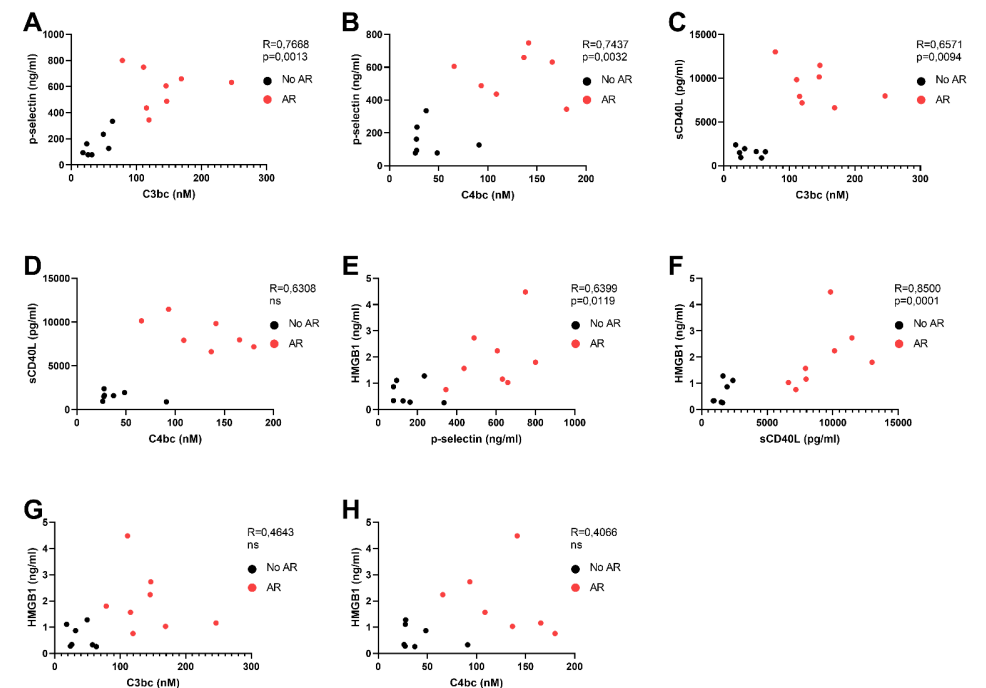 A
p-selectin (ng/ml)
800
600
400
200
0
0
100
200
300
C3bc (nM)
R=0,7668
p=0,0013
No AR
AR
B
p-selectin (ng/ml)
800
600
400
200
0
0
50
100
150
200
C4bc (nM)
R=0,7437
p=0,0032
No AR
AR
C
sCD40L (pg/ml)
15000
10000
5000
0
0
100
200
300
C3bc (nM)
R=0,6571
p=0,0094
No AR
AR
D
sCD40L (pg/ml)
15000
10000
5000
0
0
50
100
150
200
C4bc (nM)
R=0,6308
ns
No AR
AR
E
HMGB1 (ng/ml)
5
4
3
2
1
0
0
200
400
600
800
1000
p-selectin (ng/ml)
R=0,6399
p=0,0119
No AR
AR
F
HMGB1 (ng/ml)
5
4
3
2
1
0
0
5000
10000
15000
sCD40L (pg/ml)
R=0,8500
p=0,0001
No AR
AR
G
HMGB1 (ng/ml)
5
4
3
2
1
0
0
100
200
300
C3bc (nM)
R=0,4643
ns
No AR
AR
H
HMGB1 (ng/ml)
5
4
3
2
1
0
0
50
100
150
200
C4bc (nM)
R=0,4066
ns
No AR
AR